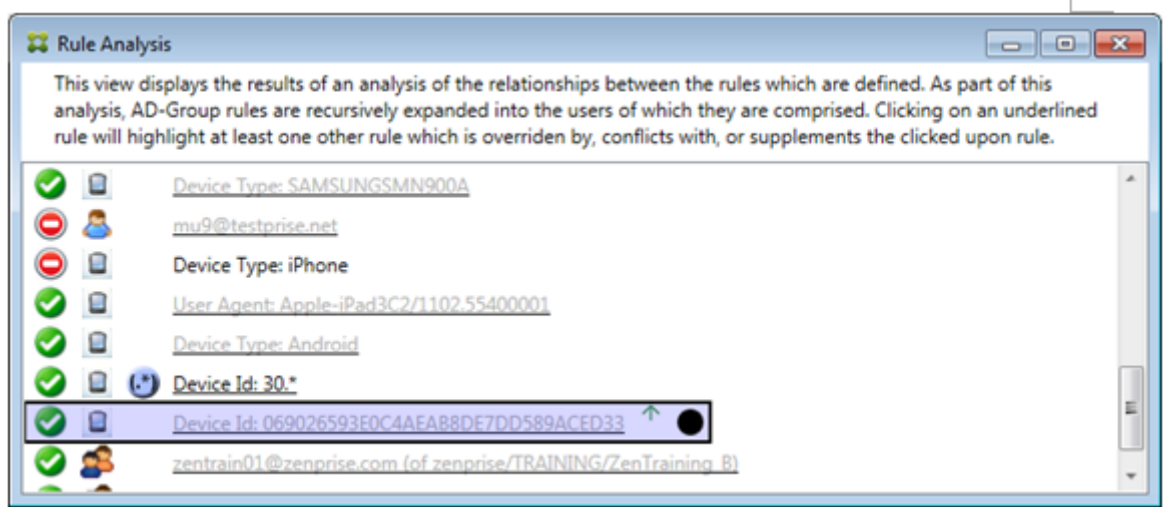 Rule Analysis
This view displays the results of an analysis of the relationships between the rules which are defined. As part of this
analysis, AD-Group rules are recursively expanded into the users of which they are comprised. Clicking on an underlined
rule will highlight at least one other rule which is overriden by, conflicts with, or supplements the clicked upon rule.
Device Type: SAMSUNGSMN900A
mu9@testprise.net
Device Type: iPhone
User Agent: Apple-iPad3C2/1102.55400001
Device Type: Android
(.*) Device Id: 30.*
Device Id: 069026593E0C4AEAB8DE7DD589ACED33
zentrain01@zenprise.com (of zenprise/TRAINING/ZenTraining_B)